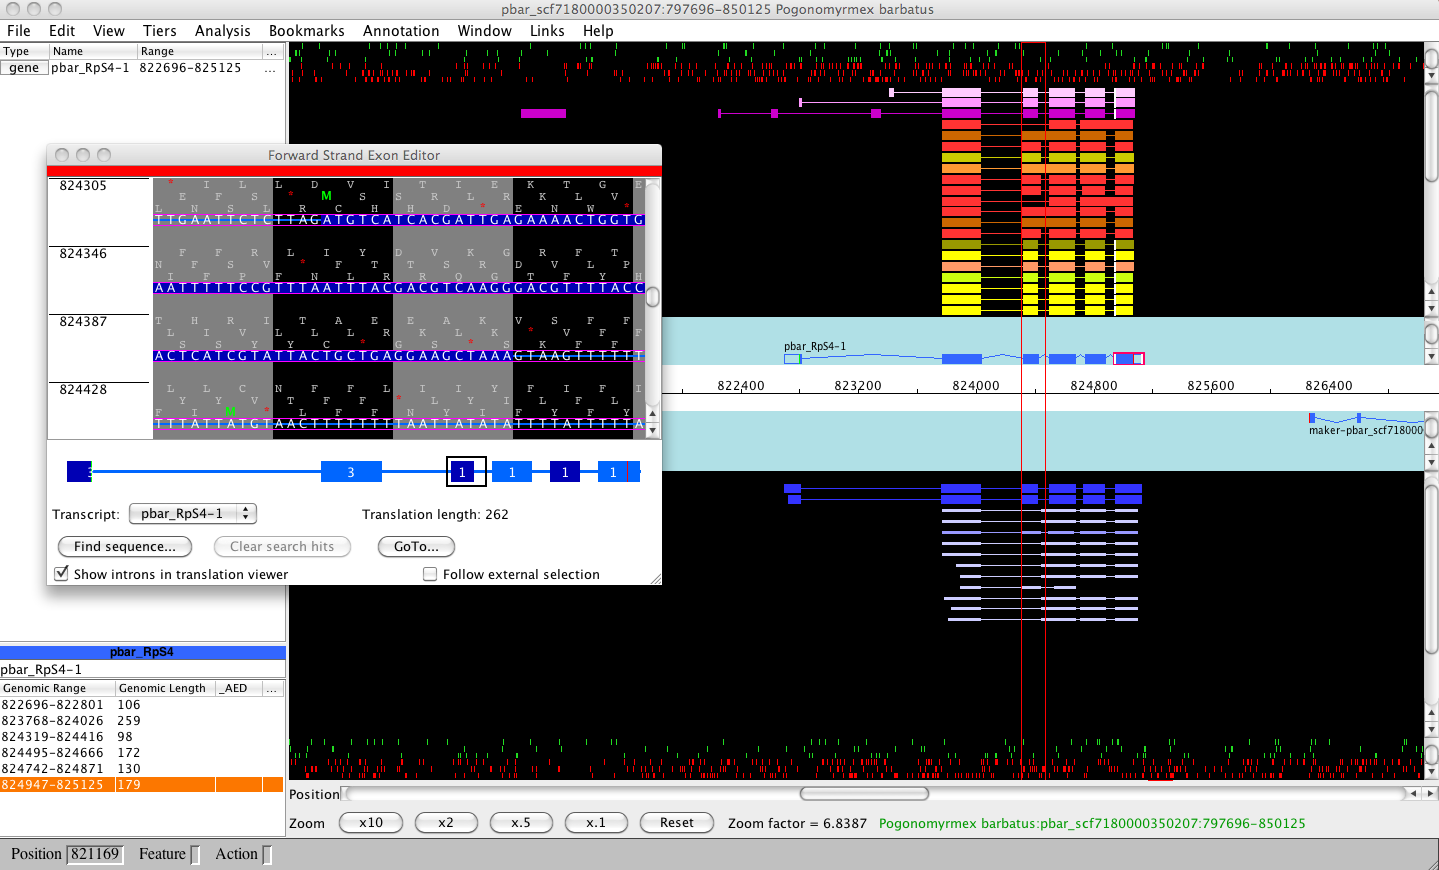 pbar_scf7180000350207:797696-850125 Pogonomyrmex barbatus
File Edit View Tiers Analysis Bookmarks Annotation Window Links Help
Type Name Range ...
gene pbar_RpS4-1 822696-825125 ...
Forward Strand Exon Editor
824305
* I L L D V I T I E K T G E
E F S L * M S S R L R K L V
L N S L R C H H D * E N W *
TTGAATTCTCTTAGATGTCATCACGATTGAGAAAACTGGTG
824346
F F R L I Y D V K G R F T
N F S V * F T T S R D V L P
I F P F N L R R Q G T F Y H
AATTTTTCCGTTTAATTTACGACGTCAAGGGACGTTTTACC
824387
T H R I T A E E A K V S F F
L I V L L L R K L K * V F F
S S Y C * G S * S K F F
ACTCATCGTATTACTGCTGAGGAAGCTAAAGTAAGTTTTTT
824428
L L C N F F L I I Y F I F I
Y Y V T F F * L Y I L F L
F I M * L F F N Y I F Y F Y
TTTATTATGTAACTTTTTTTTAATTATATATTTTATTTTTA
3 3 1 1 1 1
Transcript: pbar_RpS4-1 Translation length: 262
Find sequence... Clear search hits GoTo...
Show introns in translation viewer Follow external selection
pbar_RpS4-1
822400 823200 824000 824800 825600 826400
maker-pbar_scf718000
pbar_RpS4
pbar_RpS4-1
Genomic Range Genomic Length _AED ...
822696-822801 106
823768-824026 259
824319-824416 98
824495-824666 172
824742-824871 130
824947-825125 179
Position
Zoom x10 x2 x.5 x.1 Reset Zoom factor = 6.8387 Pogonomyrmex barbatus:pbar_scf7180000350207:797696-850125
Position 821169 Feature Action